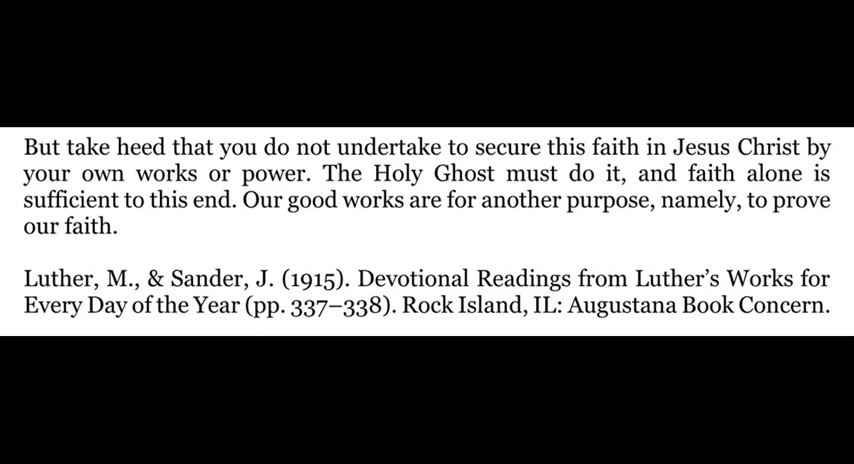 But take heed that you do not undertake to secure this faith in Jesus Christ by
your own works or power. The Holy Ghost must do it, and faith alone is
sufficient to this end. Our good works are for another purpose, namely, to prove
our faith.
Luther, M., & Sander, J. (1915). Devotional Readings from Luther’s Works for
Every Day of the Year (pp. 337–338). Rock Island, IL: Augustana Book Concern.